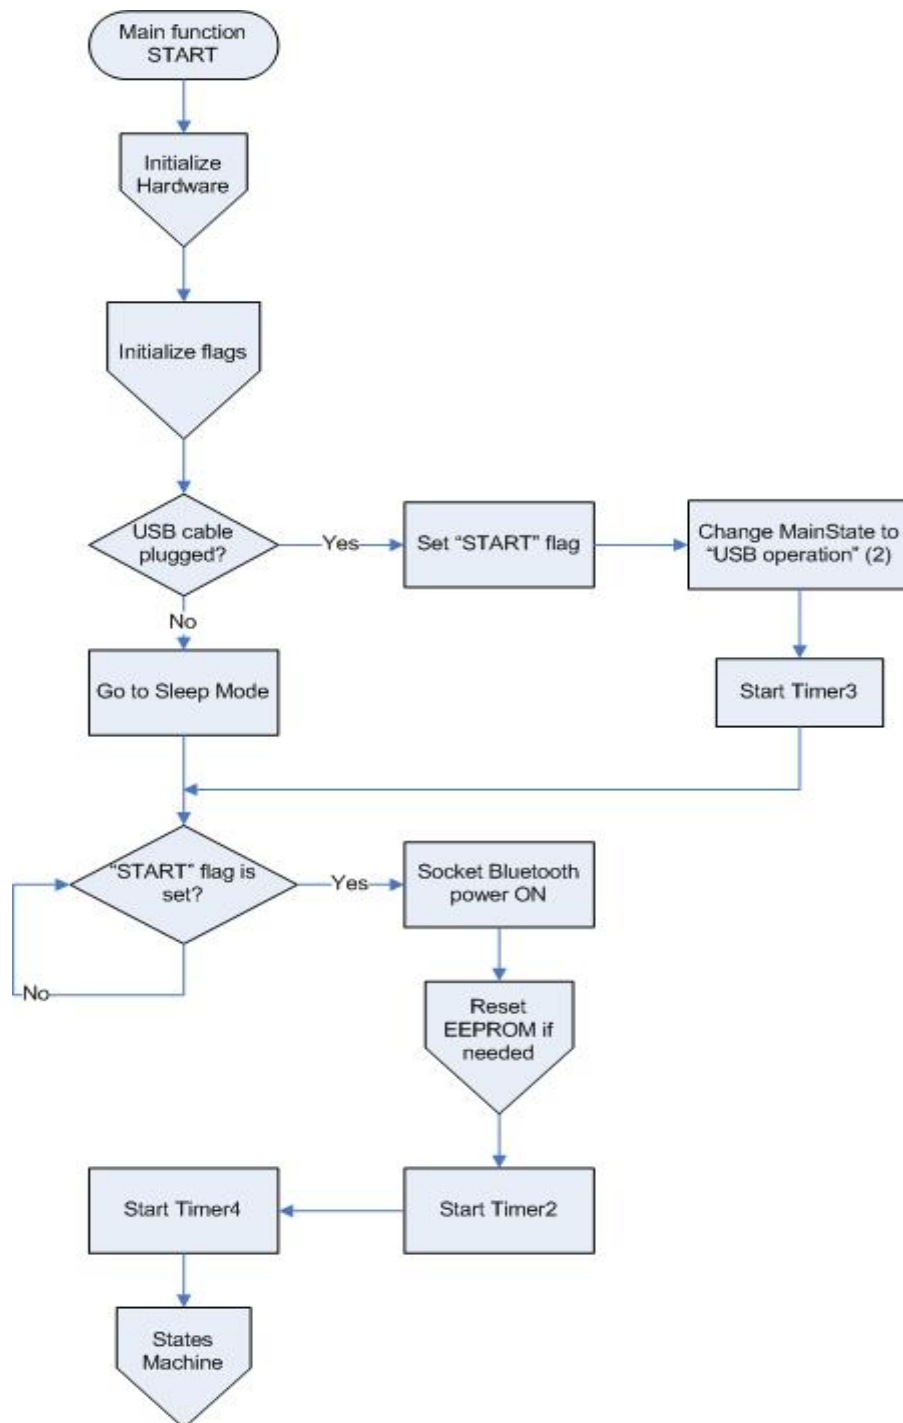 Main function
START
Initialize
Hardware
Initialize flags
USB cable
plugged?
Yes
Set “START” flag
Change MainState to
“USB operation” (2)
No
Go to Sleep Mode
Start Timer3
“START” flag is
set?
Yes
Socket Bluetooth
power ON
No
Reset
EEPROM if
needed
Start Timer4
Start Timer2
States
Machine